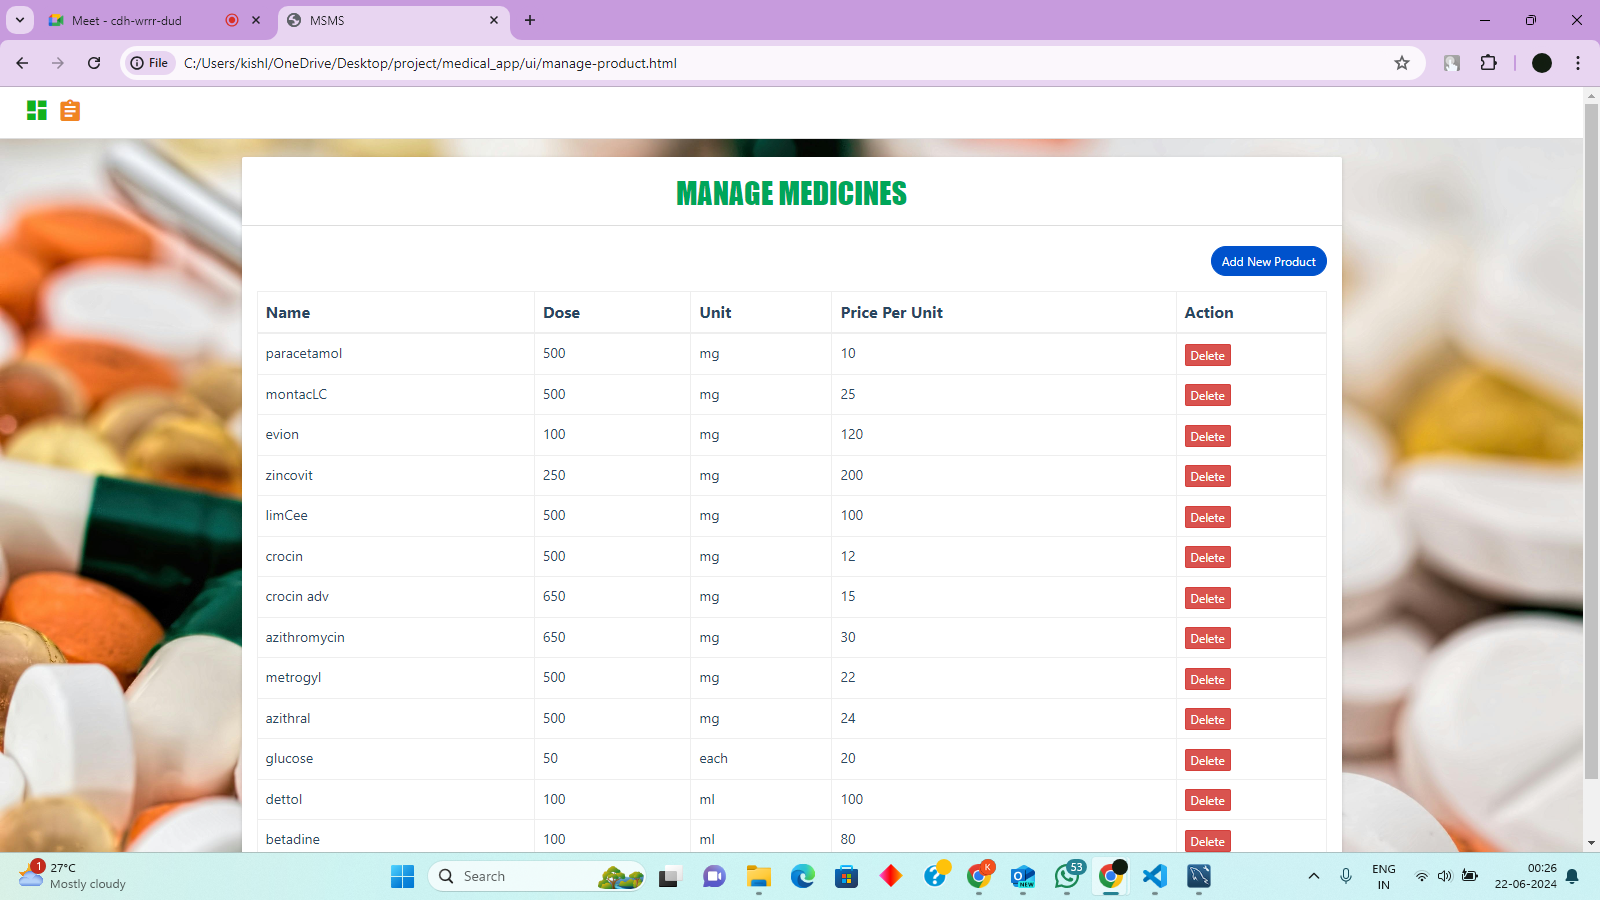 Meet - cdh-wrrr-dud
MSMS
File
C:/Users/kishl/OneDrive/Desktop/project/medical_app/ui/manage-product.html
MANAGE MEDICINES
Add New Product
Name Dose Unit Price Per Unit Action
paracetamol 500 mg 10 Delete
montacLC 500 mg 25 Delete
evion 100 mg 120 Delete
zincovit 250 mg 200 Delete
limCee 500 mg 100 Delete
crocin 500 mg 12 Delete
crocin adv 650 mg 15 Delete
azithromycin 650 mg 30 Delete
metrogyl 500 mg 22 Delete
azithral 500 mg 24 Delete
glucose 50 each 20 Delete
dettol 100 ml 100 Delete
betadine 100 ml 80 Delete
1
27°C
Mostly cloudy
Search
K
NEW
53
ENG
IN
00:26
22-06-2024